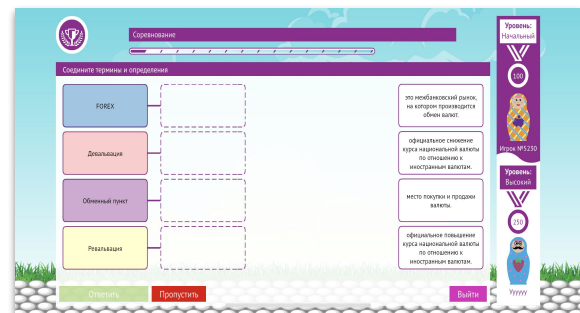 Соревнование
Соедините термины и определения
FOREX
это межбанковский рынок,
на котором производится
обмен валют.
Девальвация
официальное снижение
курса национальной валюты
по отношению к
иностранным валютам.
Обменный пункт
место покупки и продажи
валюты.
Ревальвация
официальное повышение
курса национальной валюты
по отношению к
иностранным валютам.
Ответить
Пропустить
Выйти
Уровень:
Начальный
100
Игрок №5230
Уровень:
Высокий
250
Уууууу